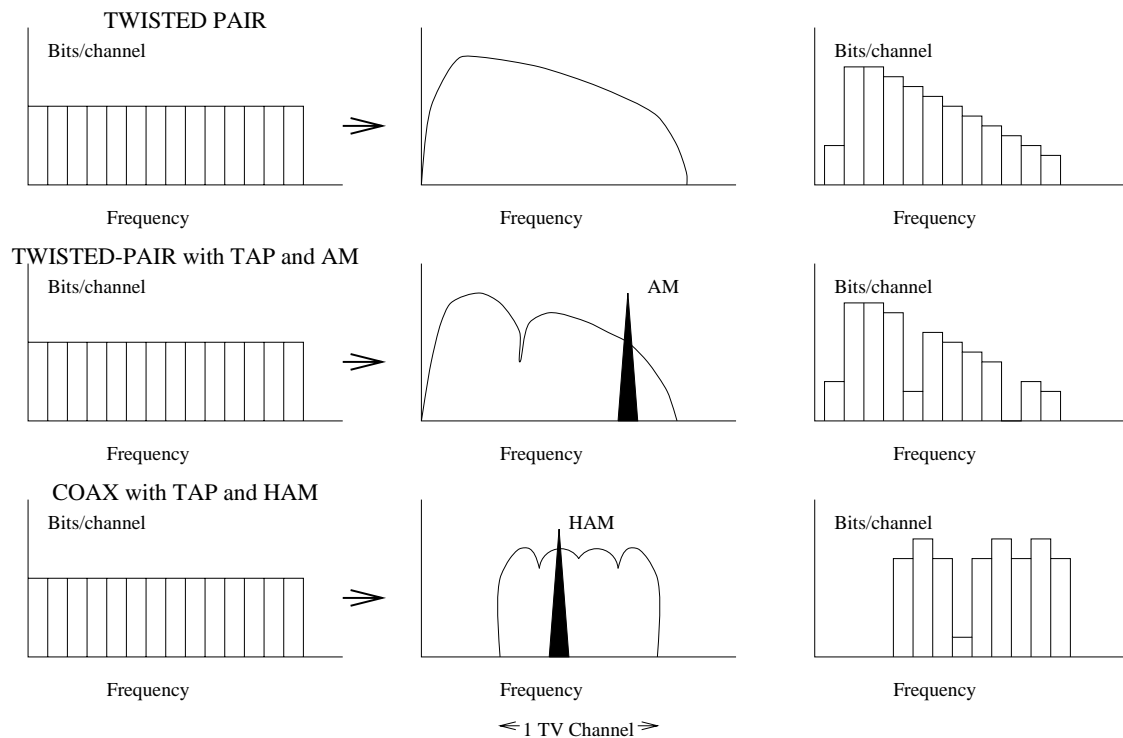 TWISTED PAIR
Bits/channel
Bits/channel
Frequency
Frequency
Frequency
TWISTED-PAIR with TAP and AM
Bits/channel
AM
Bits/channel
Frequency
Frequency
Frequency
COAX with TAP and HAM
Bits/channel
HAM
Bits/channel
Frequency
Frequency
Frequency
1 TV Channel